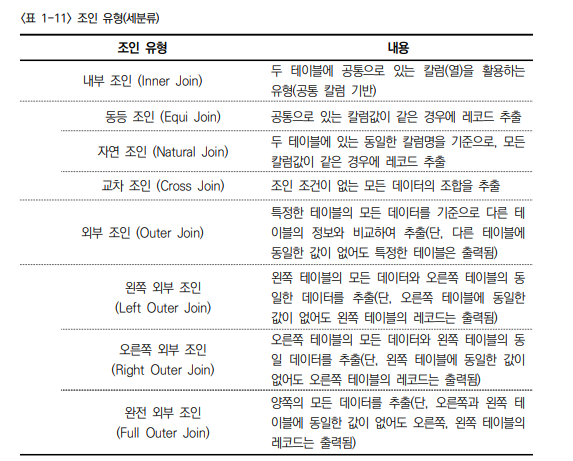 <표 1-11> 조인 유형(세분류)
조인 유형 내용
내부 조인 (Inner Join)
두 테이블에 공통으로 있는 칼럼(열)을 활용하는
유형(공통 칼럼 기반)
동등 조인 (Equi Join)
공통으로 있는 칼럼값이 같은 경우에 레코드 추출
자연 조인 (Natural Join)
두 테이블에 있는 동일한 칼럼명을 기준으로, 모든
칼럼값이 같은 경우에 레코드 추출
교차 조인 (Cross Join)
조인 조건이 없는 모든 데이터의 조합을 추출
외부 조인 (Outer Join)
특정한 테이블의 모든 데이터를 기준으로 다른 테
이블의 정보와 비교하여 추출(단, 다른 테이블에
동일한 값이 없어도 특정한 테이블은 출력됨)
왼쪽 외부 조인
(Left Outer Join)
왼쪽 테이블의 모든 데이터와 오른쪽 테이블의 동
일한 데이터를 추출(단, 오른쪽 테이블에 동일한
값이 없어도 왼쪽 테이블의 레코드는 출력됨)
오른쪽 외부 조인
(Right Outer Join)
오른쪽 테이블의 모든 데이터와 왼쪽 테이블의 동
일 데이터를 추출(단, 왼쪽 테이블에 동일한 값이
없어도 오른쪽 테이블의 레코드는 출력됨)
완전 외부 조인
(Full Outer Join)
양쪽의 모든 데이터를 추출(단, 오른쪽과 왼쪽 테
이블에 동일한 값이 없어도 오른쪽, 왼쪽 테이블의
레코드는 출력됨)